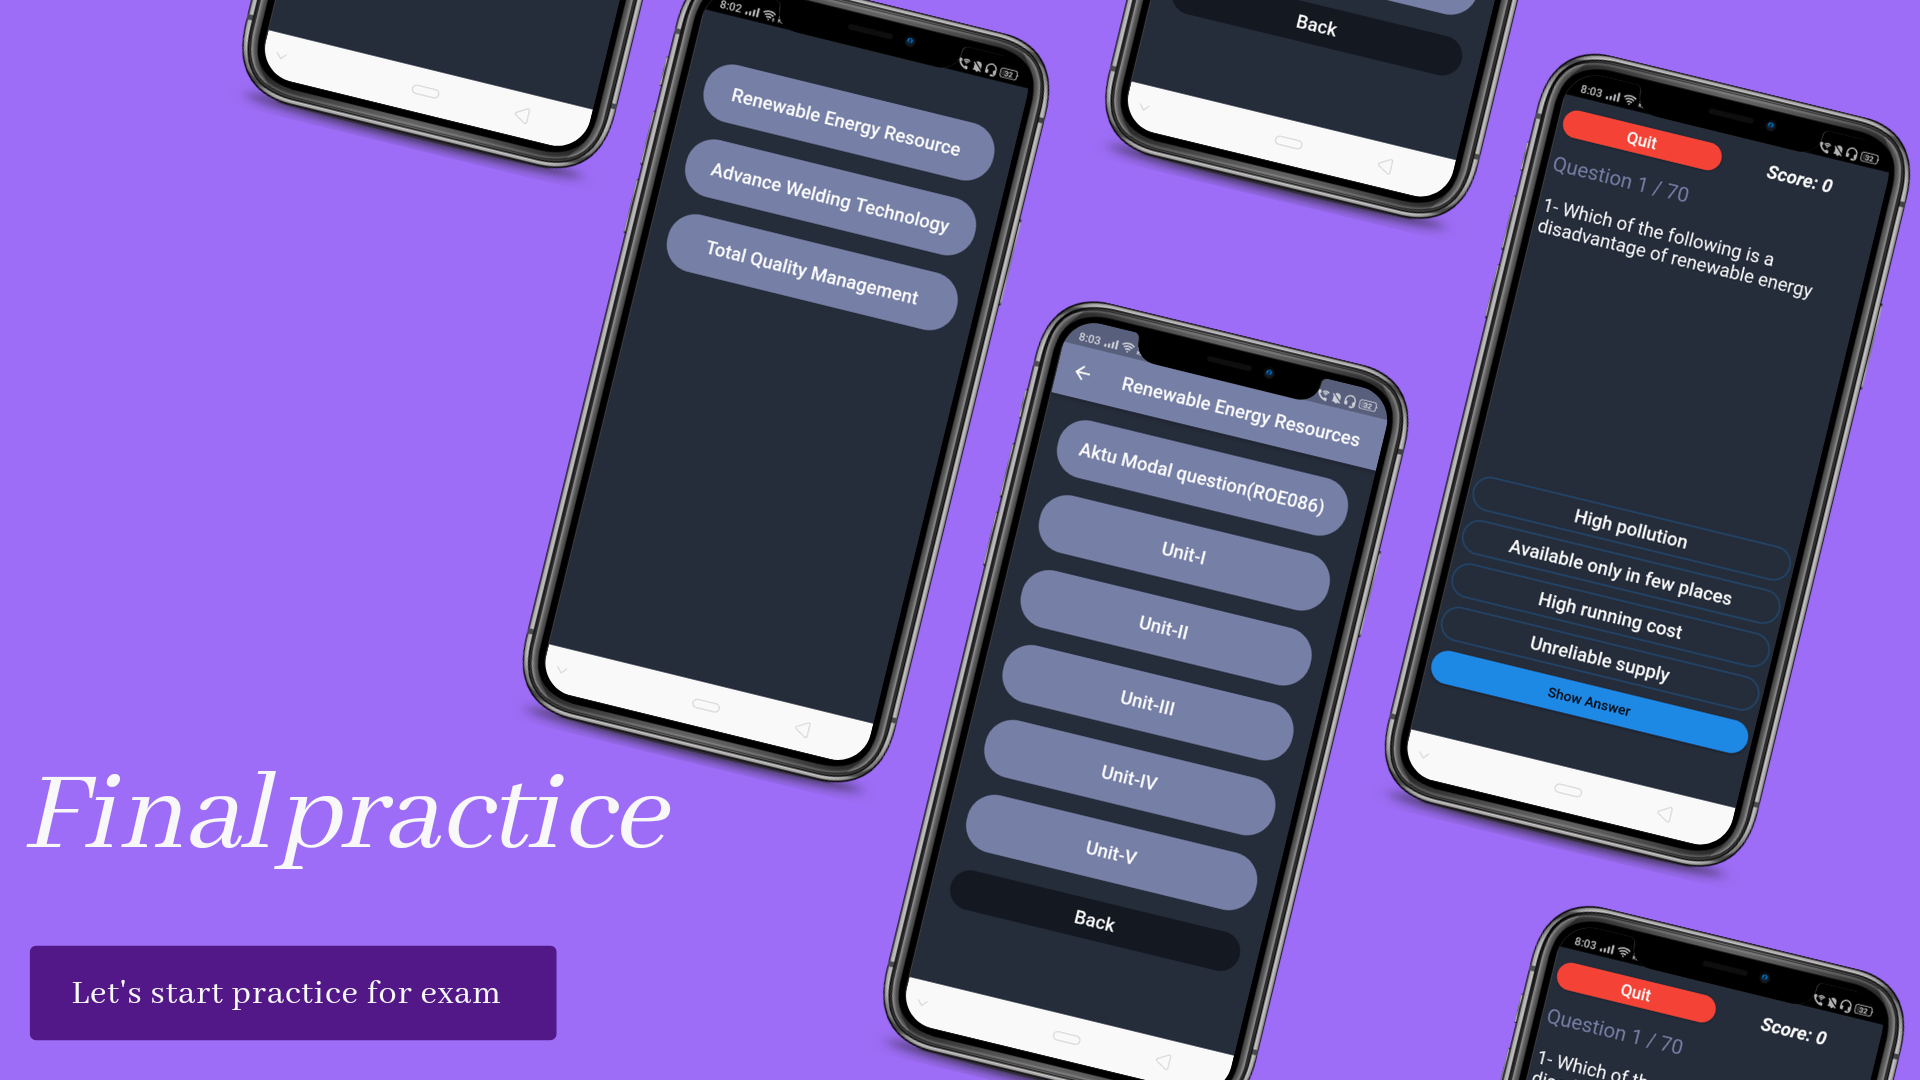 8:02
32
Renewable Energy Resource
Advance Welding Technology
Total Quality Management
Back
8:03
32
Quit
Score: 0
Question 1 / 70
1- Which of the following is a
disadvantage of renewable energy
High pollution
Available only in few places
High running cost
Unreliable supply
Show Answer
8:03
32
Renewable Energy Resources
Aktu Modal question(ROE086)
Unit-I
Unit-II
Unit-III
Unit-IV
Unit-V
Back
Finalpractice
Let's start practice for exam
8:03
32
Quit
Score: 0
Question 1 / 70
1- Which of th